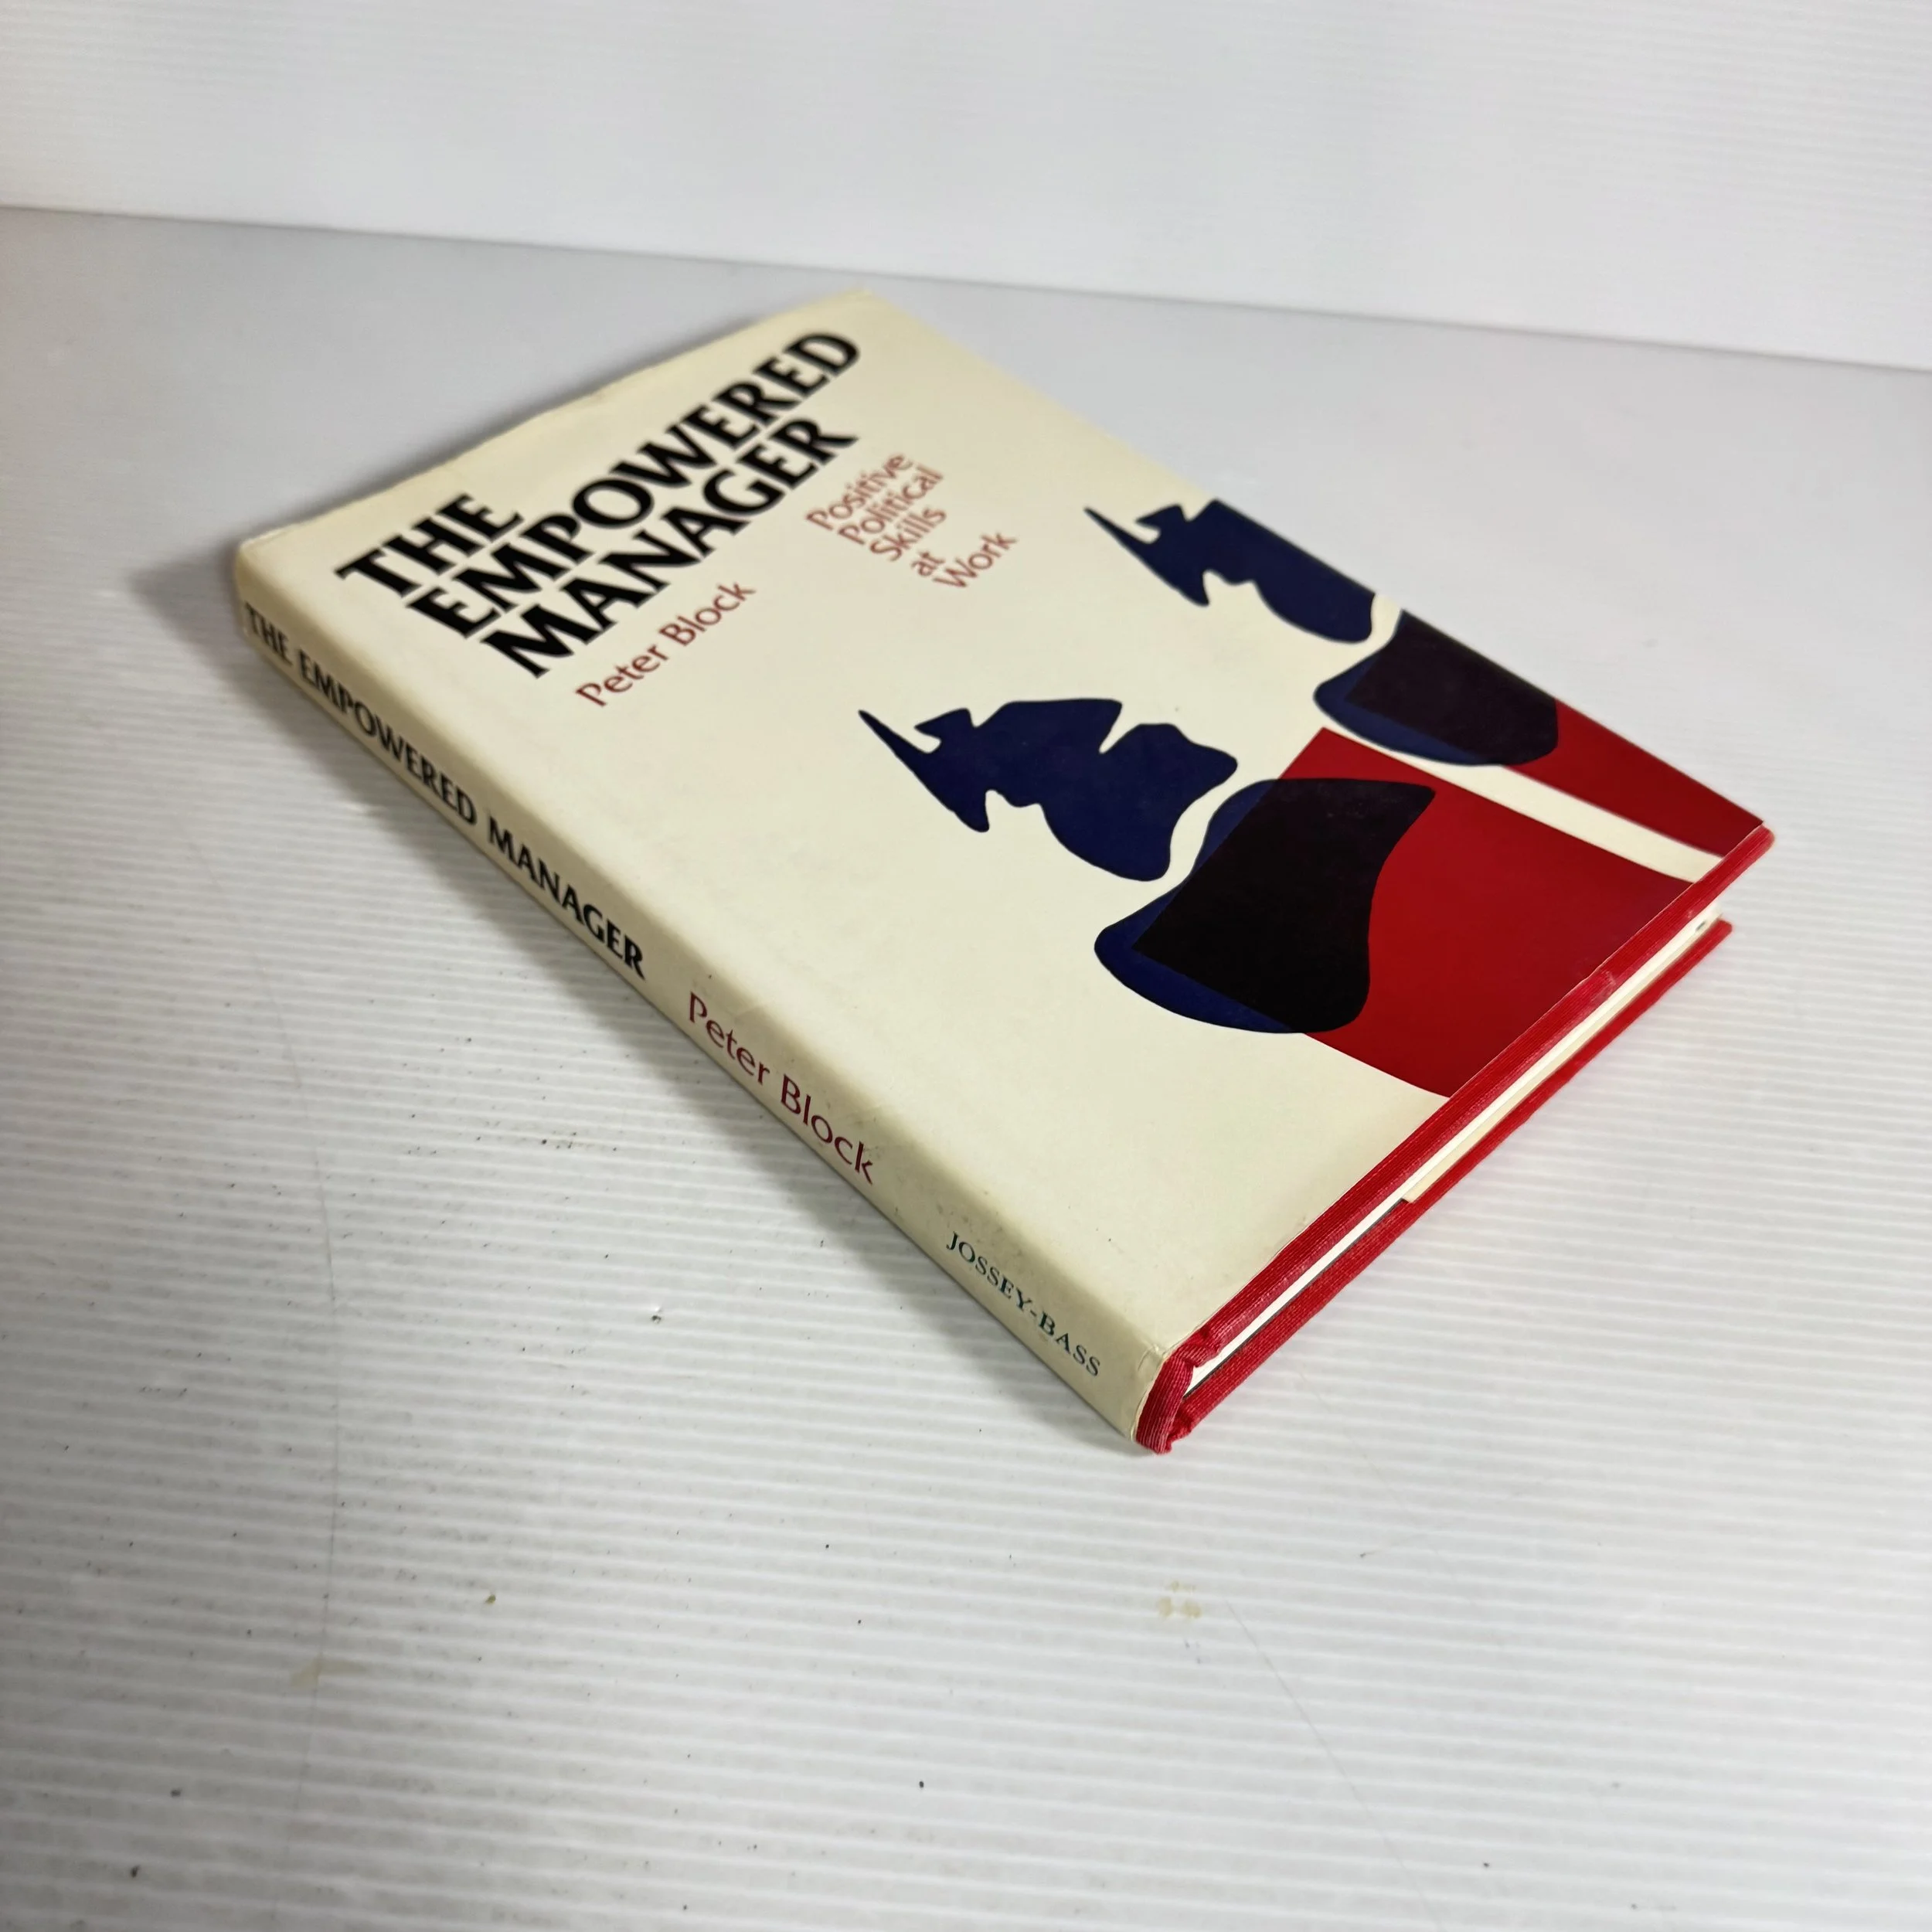 THE
EMPOWERED
MANAGER
Peter Block
Positive
Political
Skills
at
Work
THE EMPOWERED MANAGER Peter Block JOSSEY-BASS